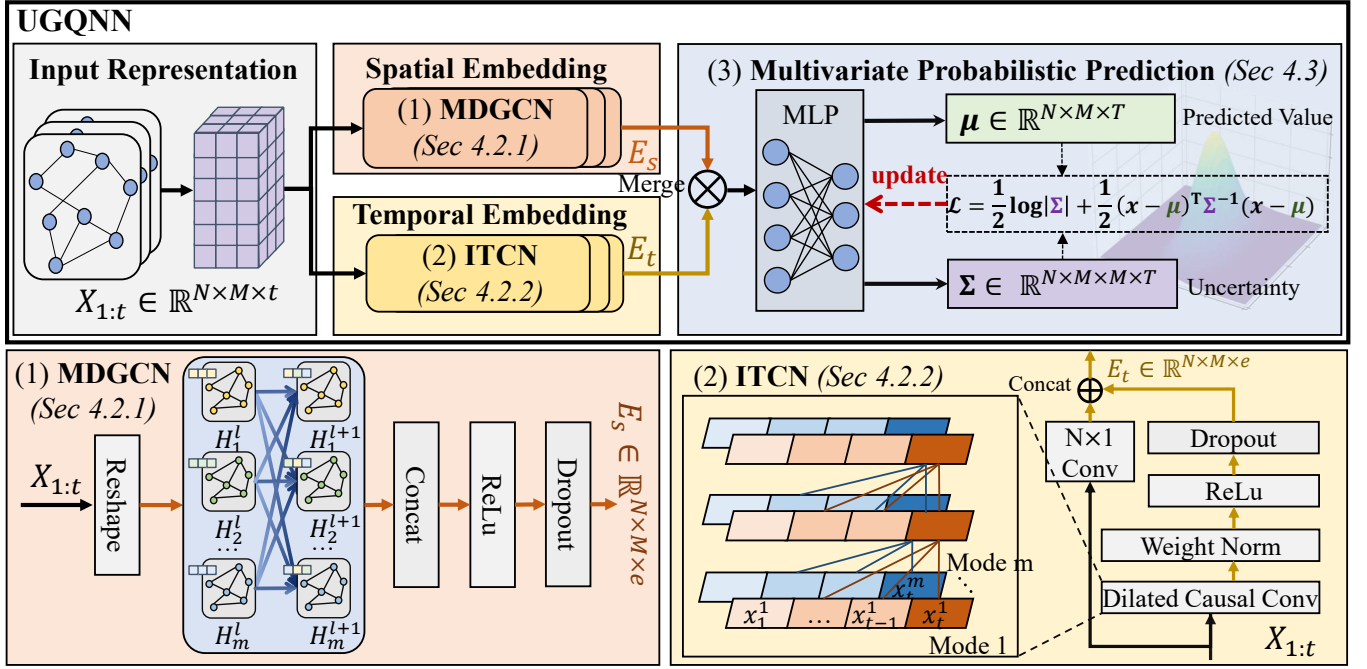 UGQNN
Input Representation
X_{1:t} ∈ ℝ^{N×M×t}
Spatial Embedding
(1) MDGCN
(Sec 4.2.1)
E_s
Merge
Temporal Embedding
(2) ITCN
(Sec 4.2.2)
E_t
(3) Multivariate Probabilistic Prediction (Sec 4.3)
MLP
μ ∈ ℝ^{N×M×T}
Predicted Value
update
ℒ = 1/2 log|Σ| + 1/2 (x − μ)^T Σ^{−1} (x − μ)
Σ ∈ ℝ^{N×M×M×T}
Uncertainty
(1) MDGCN
(Sec 4.2.1)
X_{1:t}
Reshape
H_1^l
H_1^{l+1}
H_2^l
H_2^{l+1}
...
...
H_m^l
H_m^{l+1}
Concat
ReLu
Dropout
E_s ∈ ℝ^{N×M×e}
(2) ITCN (Sec 4.2.2)
Mode m
x_t^m
...
x_1^1
...
x_{t-1}^1
x_t^1
Mode 1
Concat
E_t ∈ ℝ^{N×M×e}
N×1
Conv
Dropout
ReLu
Weight Norm
Dilated Causal Conv
X_{1:t}